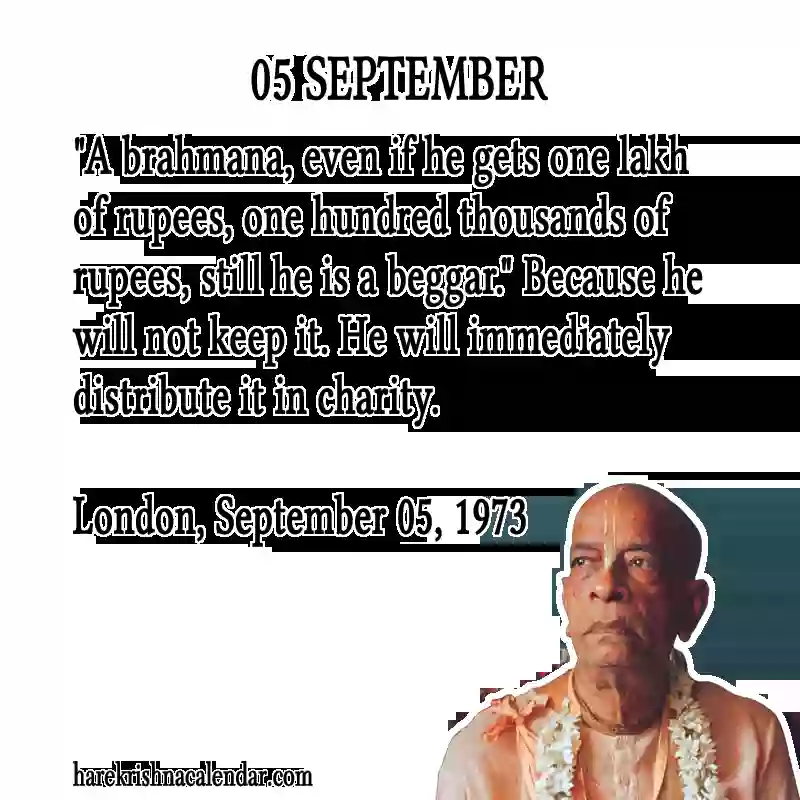 05 SEPTEMBER
"A brahmana, even if he gets one lakh
of rupees, one hundred thousands of
rupees, still he is a beggar." Because he
will not keep it. He will immediately
distribute it in charity.
London, September 05, 1973
harekrishnacalendar.com